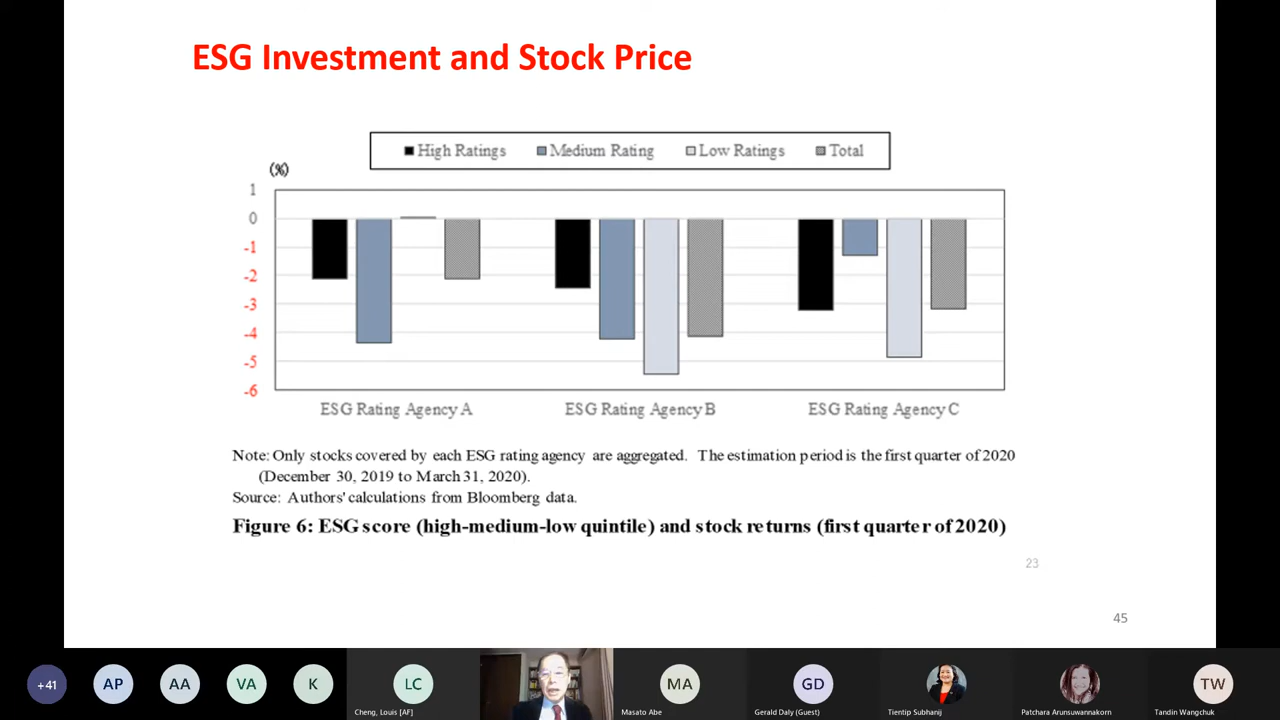 ESG Investment and Stock Price
High Ratings Medium Rating Low Ratings Total
(%)
1
0
-1
-2
-3
-4
-5
-6
ESG Rating Agency A ESG Rating Agency B ESG Rating Agency C
Note: Only stocks covered by each ESG rating agency are aggregated. The estimation period is the first quarter of 2020
(December 30, 2019 to March 31, 2020).
Source: Authors' calculations from Bloomberg data.
Figure 6: ESG score (high-medium-low quintile) and stock returns (first quarter of 2020)
23
45
+41 AP AA VA K LC MA GD TW
Cheng, Louis [AF] Masato Abe Gerald Daly (Guest) Tientip Subhanij Patchara Arunsuwannakorn Tandin Wangchuk